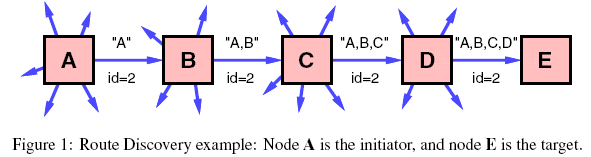 "A" "A,B" "A,B,C" "A,B,C,D"
A B C D E
id=2 id=2 id=2 id=2
Figure 1: Route Discovery example: Node A is the initiator, and node E is the target.